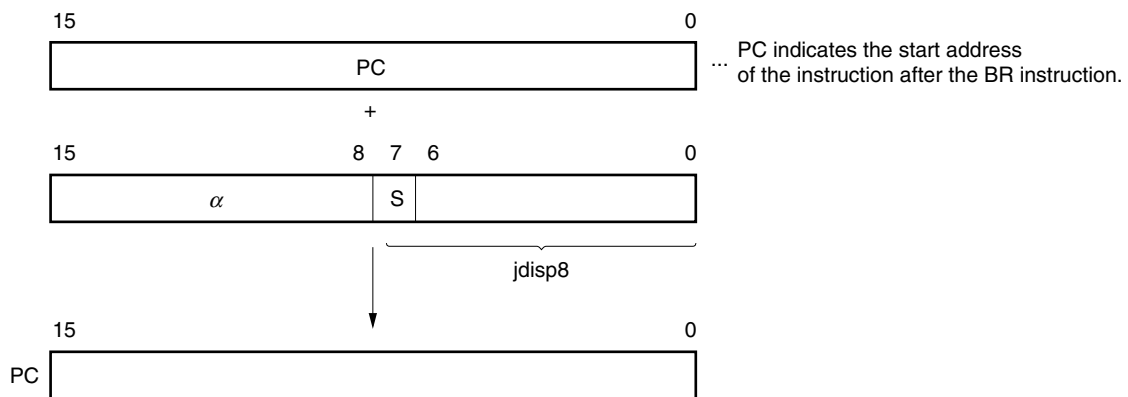 15 0
PC
... PC indicates the start address
of the instruction after the BR instruction.
+
15 8 7 6 0
α S
jdisp8
15 0
PC